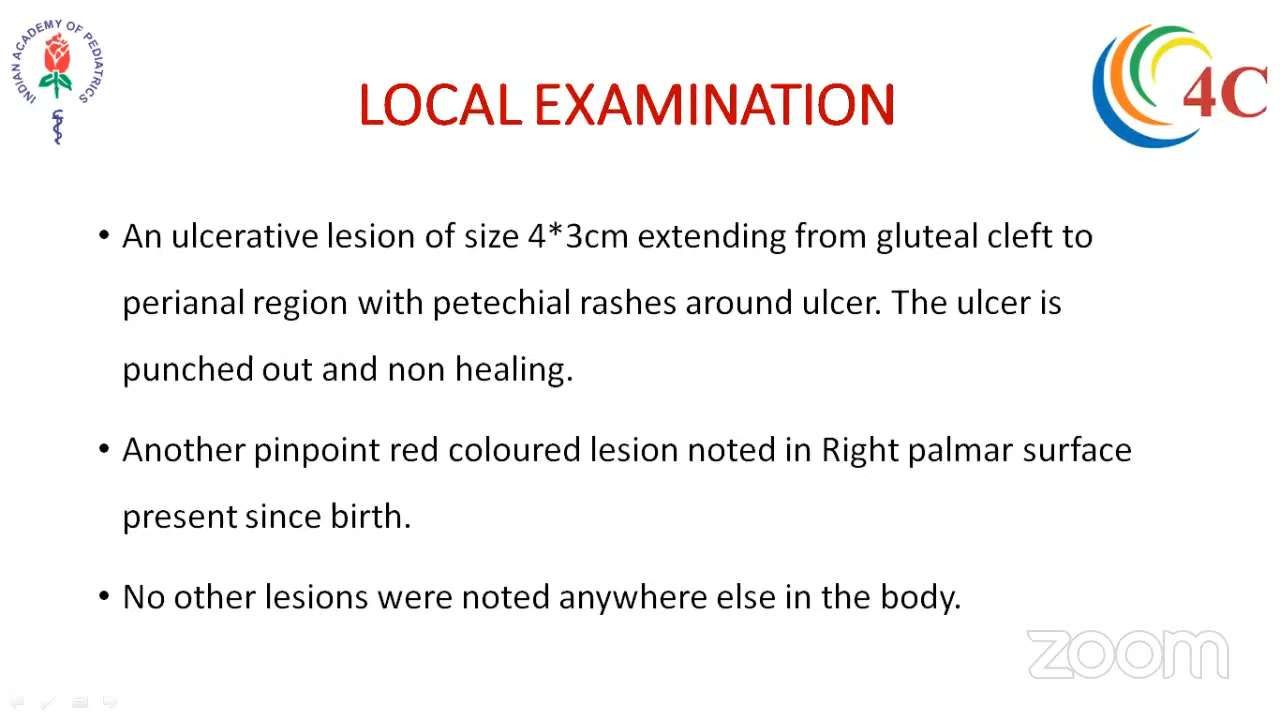 INDIAN ACADEMY OF PEDIATRICS
4C
LOCAL EXAMINATION
• An ulcerative lesion of size 4*3cm extending from gluteal cleft to
perianal region with petechial rashes around ulcer. The ulcer is
punched out and non healing.
• Another pinpoint red coloured lesion noted in Right palmar surface
present since birth.
• No other lesions were noted anywhere else in the body.
zoom